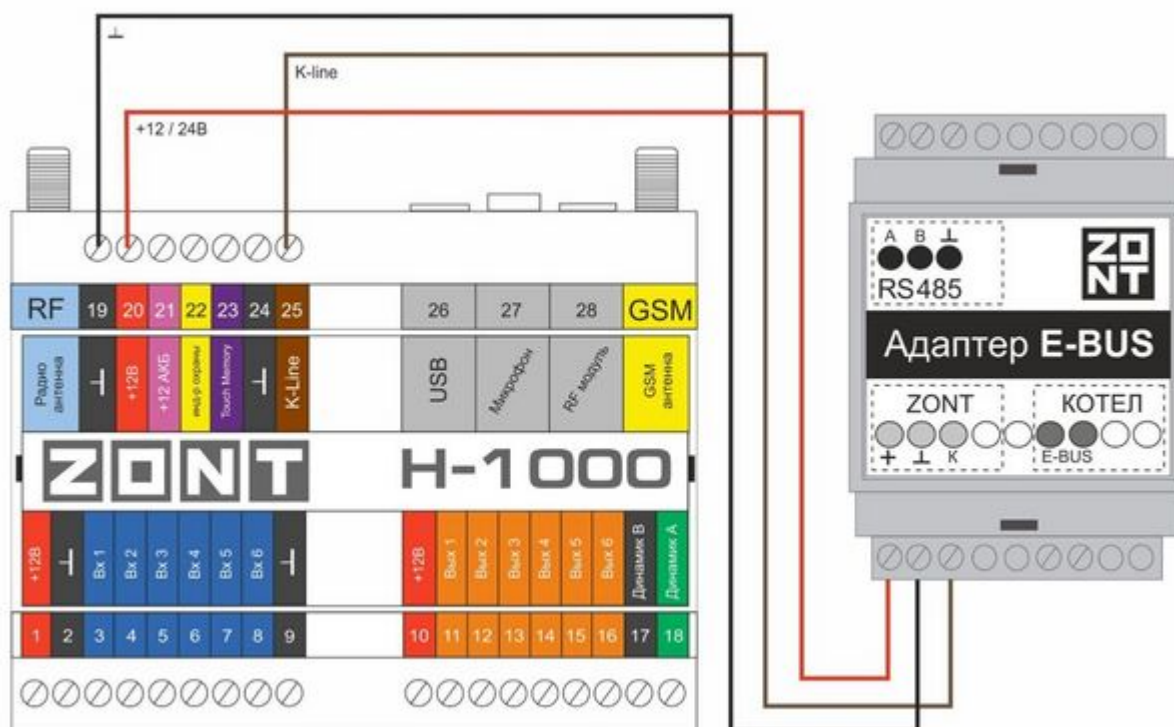 ⊥
K-line
+12 / 24В
RF 19 20 21 22 23 24 25 26 27 28 GSM
Радио антенна
⊥
+12В
+12 АКБ
инд-р охраны
Touch Memory
⊥
K-Line
USB
Микрофон
RF модуль
GSM антенна
ZONT H-1000
+12В
⊥
Вх 1
Вх 2
Вх 3
Вх 4
Вх 5
Вх 6
⊥
+12В
Вых 1
Вых 2
Вых 3
Вых 4
Вых 5
Вых 6
Динамик В
Динамик А
1 2 3 4 5 6 7 8 9 10 11 12 13 14 15 16 17 18
A B ⊥
RS485
ZONT
Адаптер E-BUS
ZONT КОТЕЛ
+ ⊥ K E-BUS